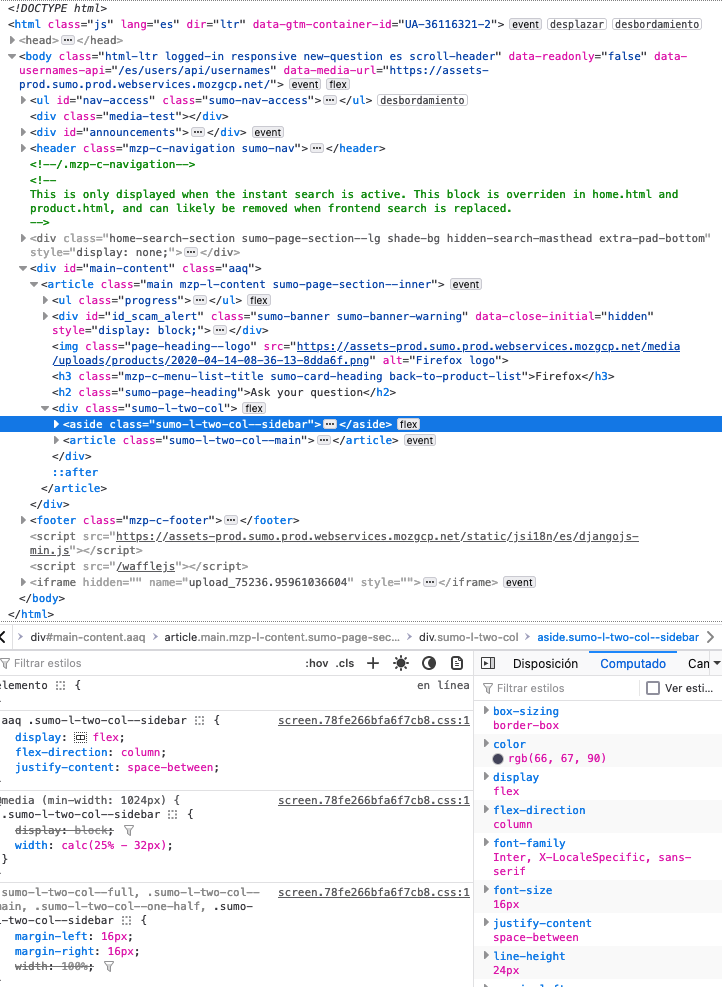 <!DOCTYPE html>
<html class="js" lang="es" dir="ltr" data-gtm-container-id="UA-36116321-2"> event desplazar desbordamiento
<head>⋯</head>
<body class="html-ltr logged-in responsive new-question es scroll-header" data-readonly="false" data-
usernames-api="/es/users/api/usernames" data-media-url="https://assets-
prod.sumo.prod.webservices.mozgcp.net/"> event flex
<ul id="nav-access" class="sumo-nav-access">⋯</ul> desbordamiento
<div class="media-test"></div>
<div id="announcements">⋯</div> event
<header class="mzp-c-navigation sumo-nav">⋯</header>
<!--/.mzp-c-navigation-->
<!--
This is only displayed when the instant search is active. This block is overriden in home.html and
product.html, and can likely be removed when frontend search is replaced.
-->
<div class="home-search-section sumo-page-section--lg shade-bg hidden-search-masthead extra-pad-bottom"
style="display: none;">⋯</div>
<div id="main-content" class="aaq">
<article class="main mzp-l-content sumo-page-section--inner"> event
<ul class="progress">⋯</ul> flex
<div id="id_scam_alert" class="sumo-banner sumo-banner-warning" data-close-initial="hidden"
style="display: block;">⋯</div>
<img class="page-heading--logo" src="https://assets-prod.sumo.prod.webservices.mozgcp.net/media
/uploads/products/2020-04-14-08-36-13-8dda6f.png" alt="Firefox logo">
<h3 class="mzp-c-menu-list-title sumo-card-heading back-to-product-list">Firefox</h3>
<h2 class="sumo-page-heading">Ask your question</h2>
<div class="sumo-l-two-col"> flex
<aside class="sumo-l-two-col--sidebar">⋯</aside> flex
<article class="sumo-l-two-col--main">⋯</article> event
</div>
::after
</article>
</div>
<footer class="mzp-c-footer">⋯</footer>
<script src="https://assets-prod.sumo.prod.webservices.mozgcp.net/static/jsi18n/es/djangojs-
min.js"></script>
<script src="/wafflejs"></script>
<iframe hidden="" name="upload_75236.95961036604" style="">⋯</iframe> event
</body>
</html>
div#main-content.aaq > article.main.mzp-l-content.sumo-page-sec... > div.sumo-l-two-col > aside.sumo-l-two-col--sidebar
Filtrar estilos :hov .cls +
elemento { en línea
aaq .sumo-l-two-col--sidebar { screen.78fe266bfa6f7cb8.css:1
display: flex;
flex-direction: column;
justify-content: space-between;
@media (min-width: 1024px) { screen.78fe266bfa6f7cb8.css:1
.sumo-l-two-col--sidebar {
display: block;
width: calc(25% - 32px);
}
.sumo-l-two-col--full, .sumo-l-two-col-- screen.78fe266bfa6f7cb8.css:1
main, .sumo-l-two-col--one-half, .sumo-
l-two-col--sidebar {
margin-left: 16px;
margin-right: 16px;
width: 100%;
Disposición Computado Cam
Filtrar estilos Ver esti...
box-sizing
border-box
color
rgb(66, 67, 90)
display
flex
flex-direction
column
font-family
Inter, X-LocaleSpecific, sans-
serif
font-size
16px
justify-content
space-between
line-height
24px